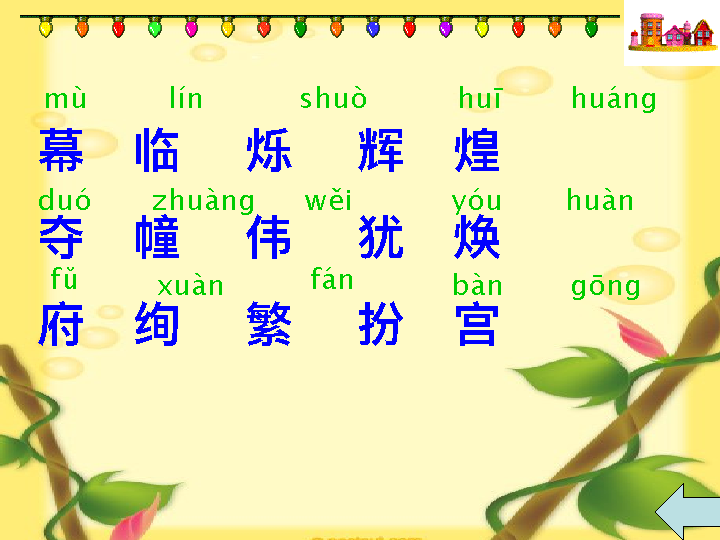 mù lín shuò huī huáng
幕 临 烁 辉 煌
duó zhuàng wěi yóu huàn
夺 幢 伟 犹 焕
fǔ xuàn fán bàn gōng
府 绚 繁 扮 宫